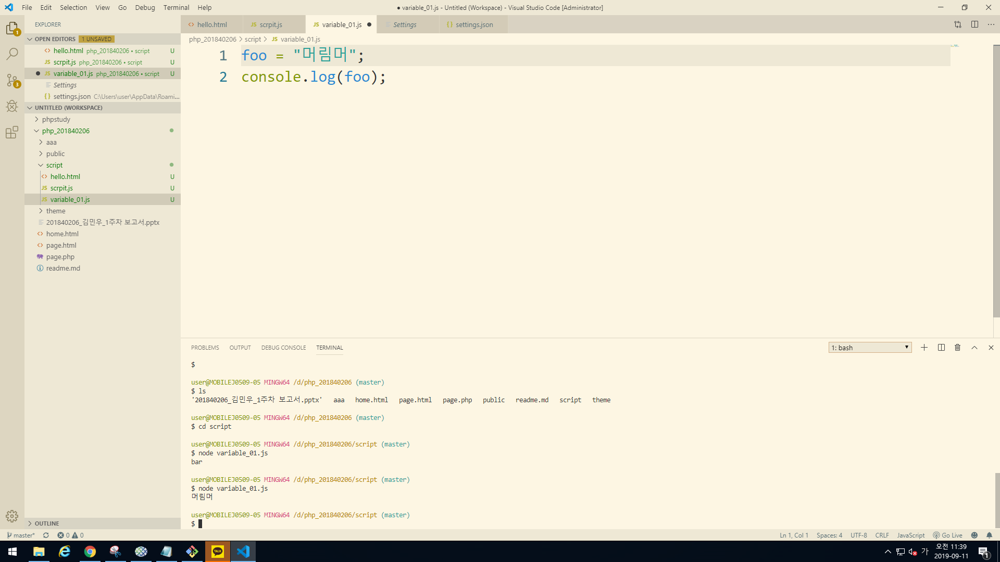 File Edit Selection View Go Debug Terminal Help
● variable_01.js - Untitled (Workspace) - Visual Studio Code [Administrator]
EXPLORER
OPEN EDITORS 1 UNSAVED
hello.html php_201840206 • script U
JS scrpit.js php_201840206 • script U
● JS variable_01.js php_201840206 • script U
Settings
{} settings.json C:\Users\user\AppData\Roami...
UNTITLED (WORKSPACE)
phpstudy
php_201840206
aaa
public
script
hello.html U
JS scrpit.js U
JS variable_01.js U
theme
201840206_김민우_1주차 보고서.pptx
home.html
page.html
page.php
readme.md
OUTLINE
1
3
hello.html
JS scrpit.js
JS variable_01.js ●
Settings
{} settings.json
php_201840206 > script > JS variable_01.js
1 foo = "머림머";
2 console.log(foo);
PROBLEMS OUTPUT DEBUG CONSOLE TERMINAL
1: bash
$
user@MOBILEJ0509-05 MINGW64 /d/php_201840206 (master)
$ ls
'201840206_김민우_1주차 보고서.pptx' aaa home.html page.html page.php public readme.md script theme
user@MOBILEJ0509-05 MINGW64 /d/php_201840206 (master)
$ cd script
user@MOBILEJ0509-05 MINGW64 /d/php_201840206/script (master)
$ node variable_01.js
bar
user@MOBILEJ0509-05 MINGW64 /d/php_201840206/script (master)
$ node variable_01.js
머림머
user@MOBILEJ0509-05 MINGW64 /d/php_201840206/script (master)
$
master* 0 0
Ln 1, Col 1 Spaces: 4 UTF-8 CRLF JavaScript Go Live
TALK
가
오전 11:39
2019-09-11
1